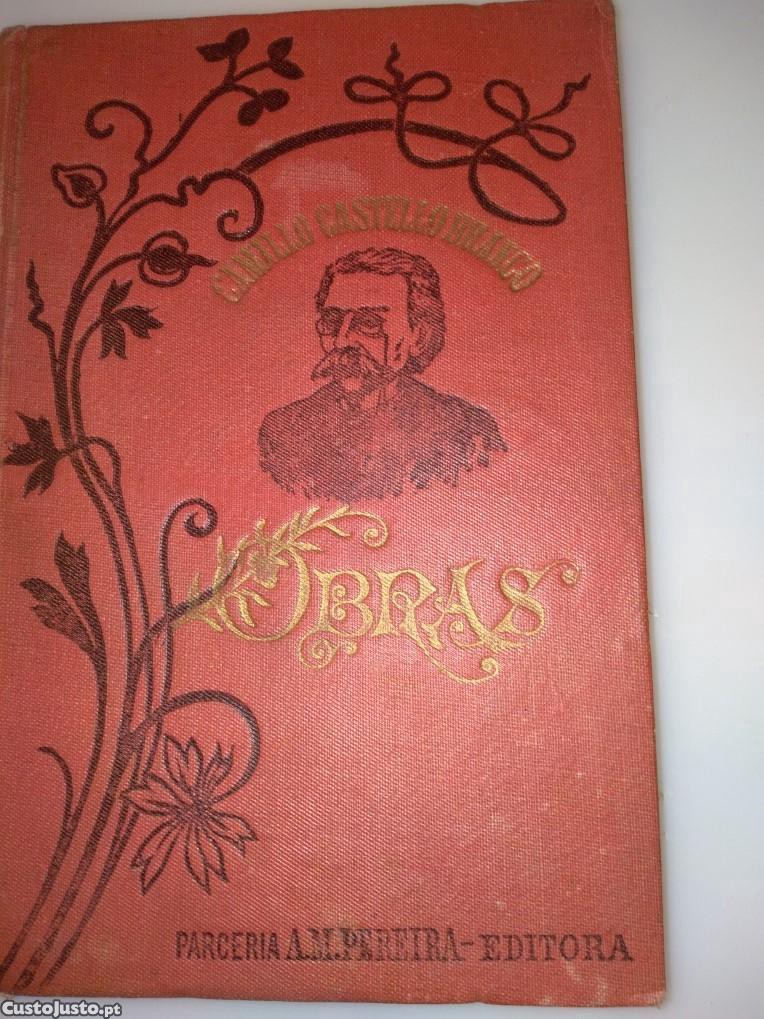 CAMILLO CASTELLO BRANCO
OBRAS
PARCERIA A.M.PEREIRA-EDITORA
CustoJusto.pt